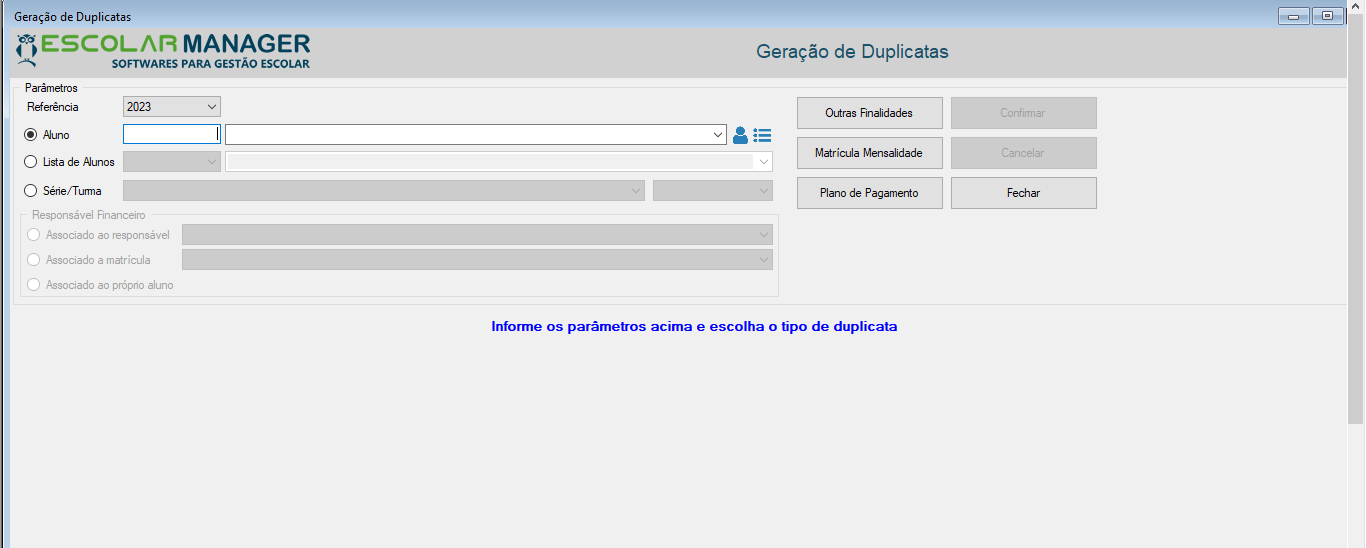 Geração de Duplicatas
ESCOLAR MANAGER
SOFTWARES PARA GESTÃO ESCOLAR
Geração de Duplicatas
Parâmetros
Referência 2023
Aluno
Lista de Alunos
Série/Turma
Outras Finalidades Confirmar
Matrícula Mensalidade Cancelar
Plano de Pagamento Fechar
Responsável Financeiro
Associado ao responsável
Associado a matrícula
Associado ao próprio aluno
Informe os parâmetros acima e escolha o tipo de duplicata